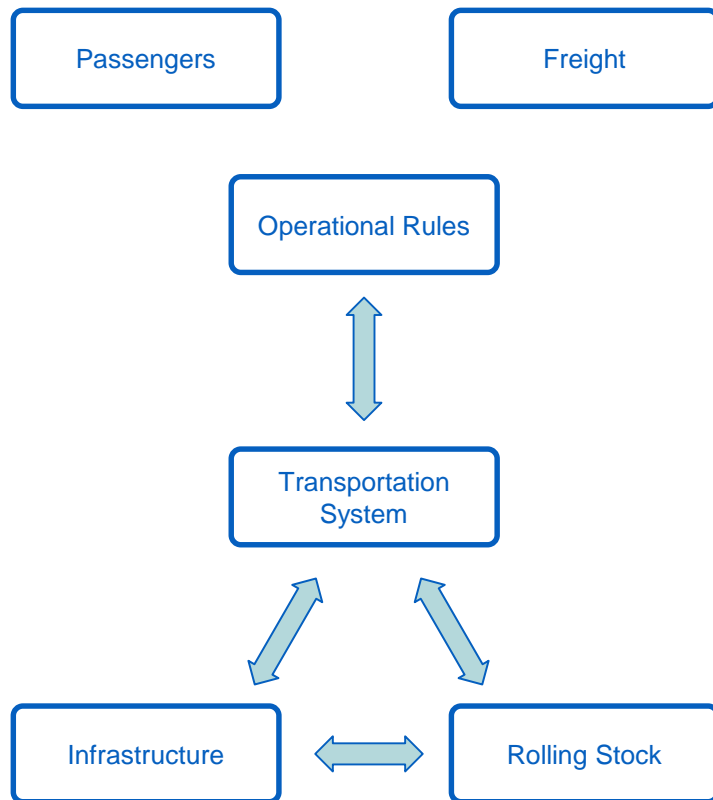 Passengers
Freight
Operational Rules
Transportation
System
Infrastructure
Rolling Stock